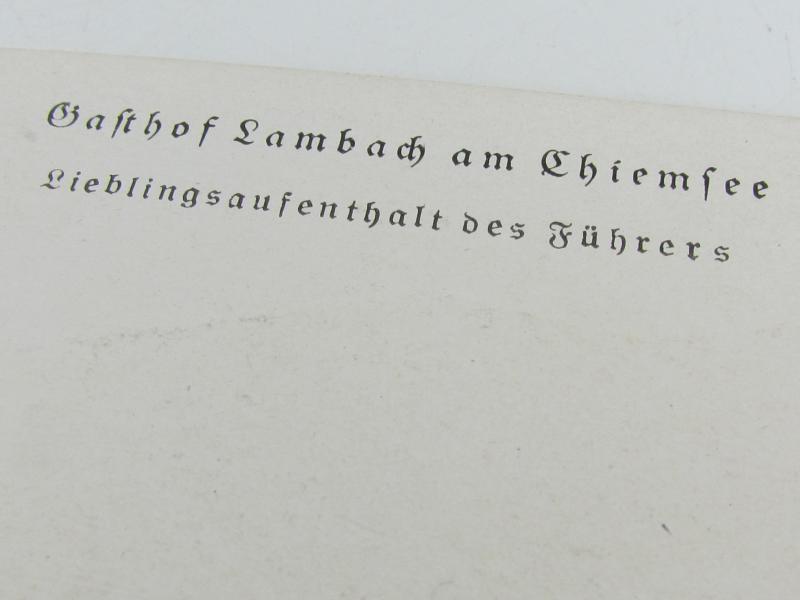 Gaſthof Lambach am Chiemſee
Lieblingsaufenthalt des Führers